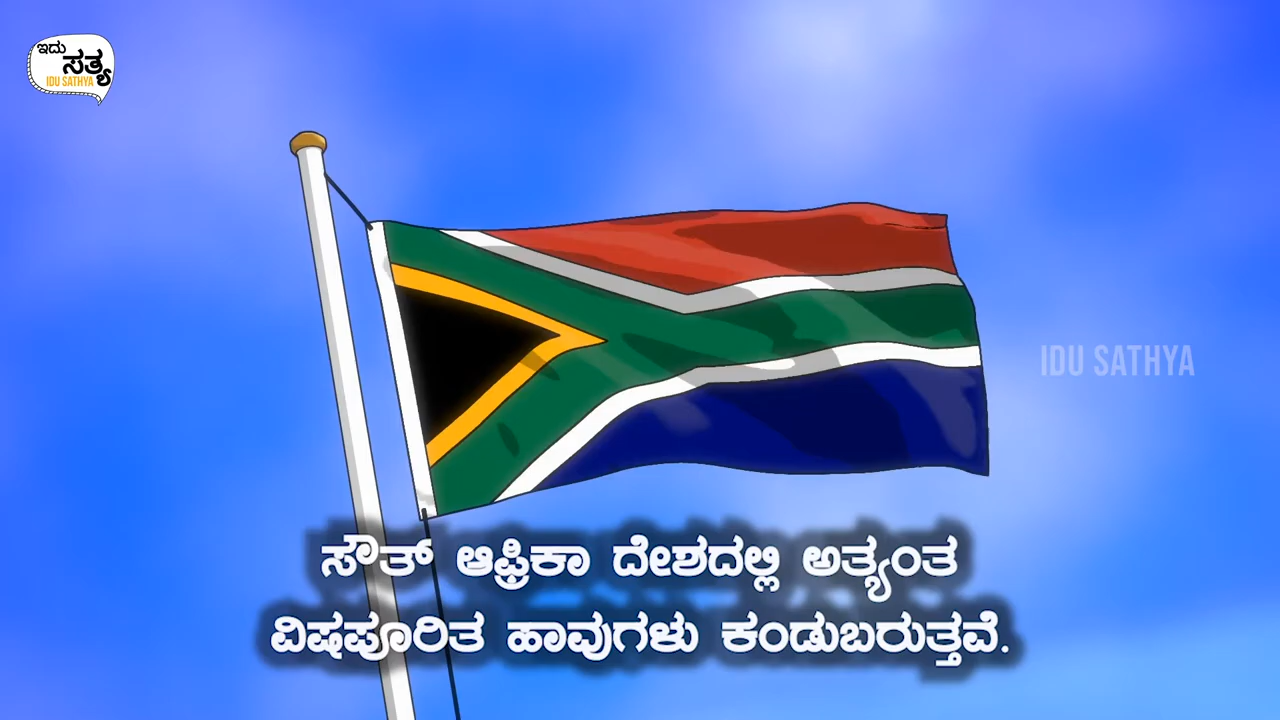 ಇದು
ಸತ್ಯ
IDU SATHYA
IDU SATHYA
ಸೌತ್ ಆಫ್ರಿಕಾ ದೇಶದಲ್ಲಿ ಅತ್ಯಂತ
ವಿಷಪೂರಿತ ಹಾವುಗಳು ಕಂಡುಬರುತ್ತವೆ.